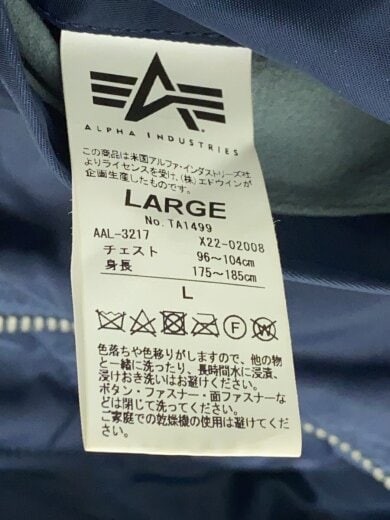 ALPHA INDUSTRIES
この商品は米国アルファ・インダストリーズ社
よりライセンスを受け、(株)エドウインが
企画生産したものです。
LARGE
No. TA1499
AAL-3217 X22-02008
チェスト 96~104cm
身長 175~185cm
L
F
色落ちや色移りがしますので、他の物
と一緒に洗ったり、長時間水に浸漬、
浸けおき洗いはお避けください。
ボタン・ファスナー・面ファスナーな
どは閉じて洗ってください。
ご家庭での乾燥機の使用は避けてくだ
さい。